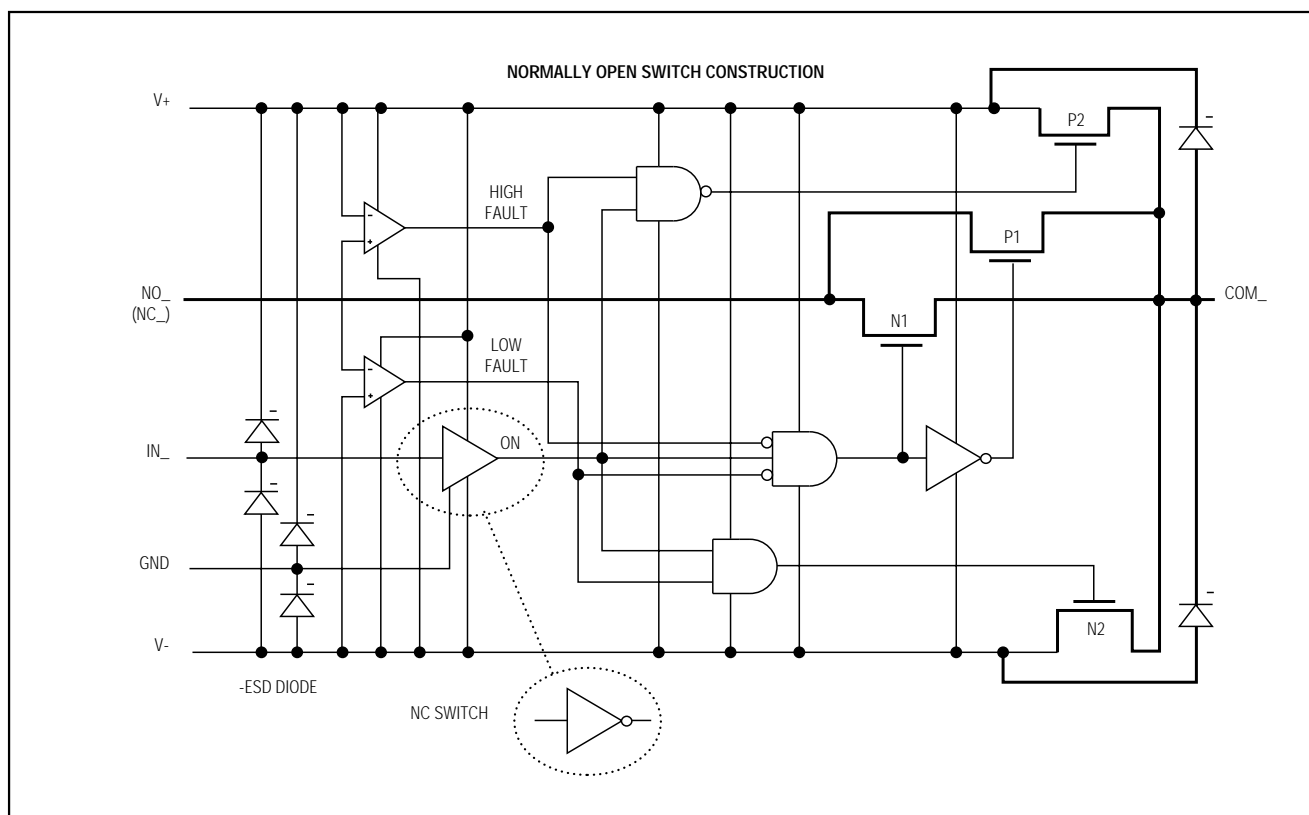 NORMALLY OPEN SWITCH CONSTRUCTION
V+
P2
HIGH
FAULT
-
+
P1
NO_
(NC_)
COM_
N1
LOW
FAULT
-
+
ON
IN_
GND
N2
V-
-ESD DIODE
NC SWITCH
-
-
-
-
-
-